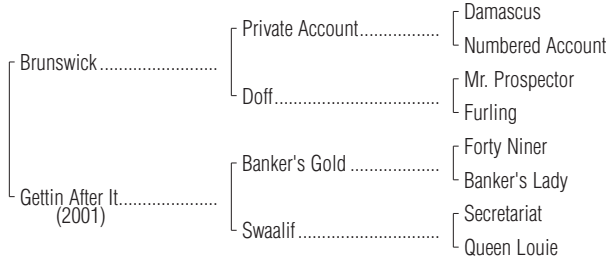 Damascus
Private Account..................
Numbered Account
Brunswick..........................
Mr. Prospector
Doff.....................................
Furling
Forty Niner
Banker's Gold ....................
Banker's Lady
Gettin After It......................
(2001)
Secretariat
Swaalif................................
Queen Louie